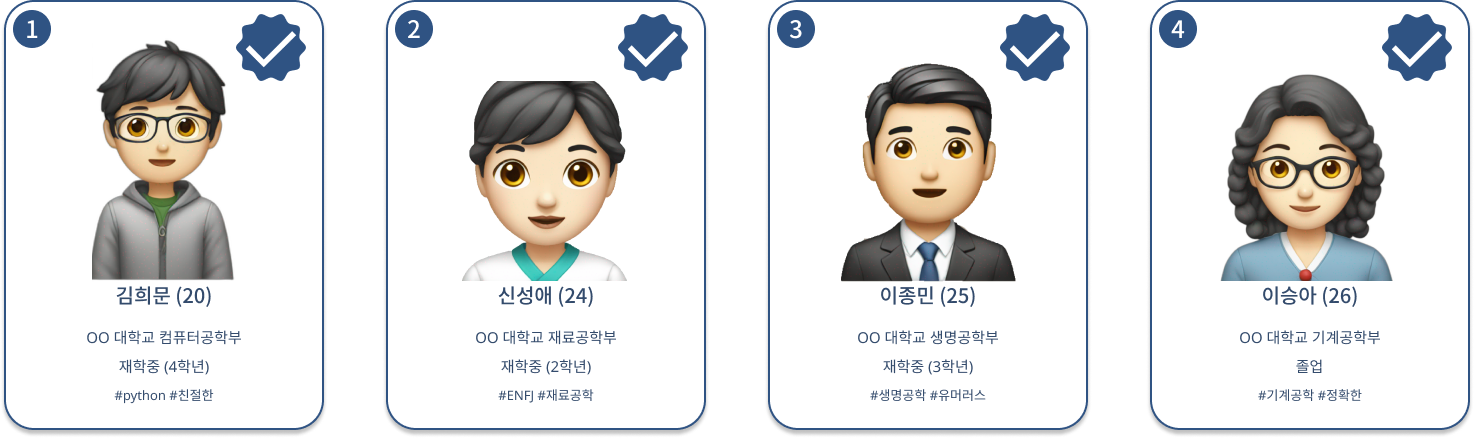 1
김희문 (20)
OO 대학교 컴퓨터공학부
재학중 (4학년)
#python #친절한
2
신성애 (24)
OO 대학교 재료공학부
재학중 (2학년)
#ENFJ #재료공학
3
이종민 (25)
OO 대학교 생명공학부
재학중 (3학년)
#생명공학 #유머러스
4
이승아 (26)
OO 대학교 기계공학부
졸업
#기계공학 #정확한